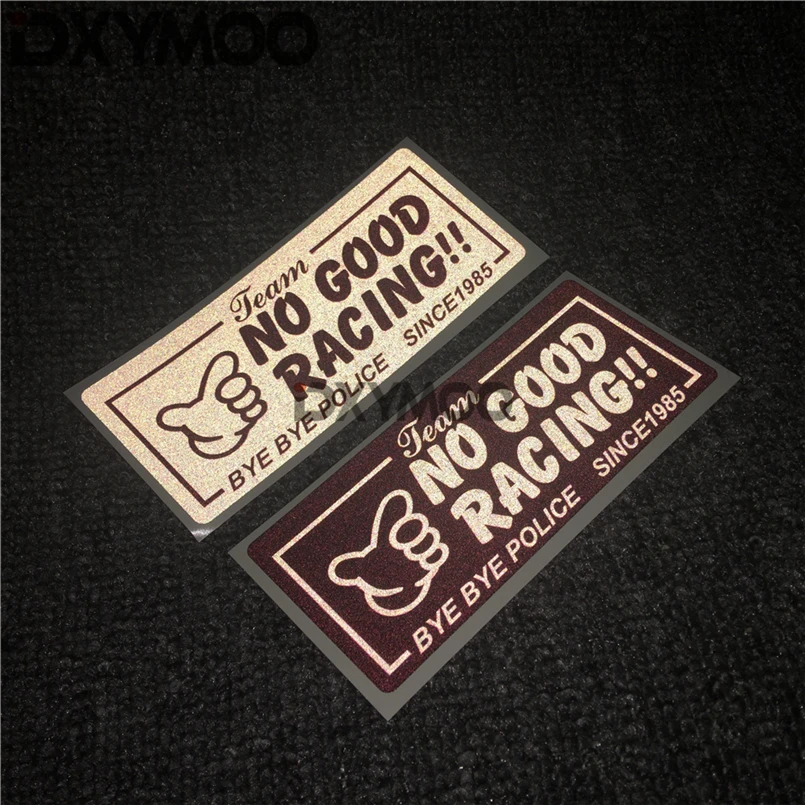 DXYMOO
Team
NO GOOD
RACING!!
BYE BYE POLICE SINCE1985
DXYMOO
Team
NO GOOD
RACING!!
BYE BYE POLICE SINCE1985